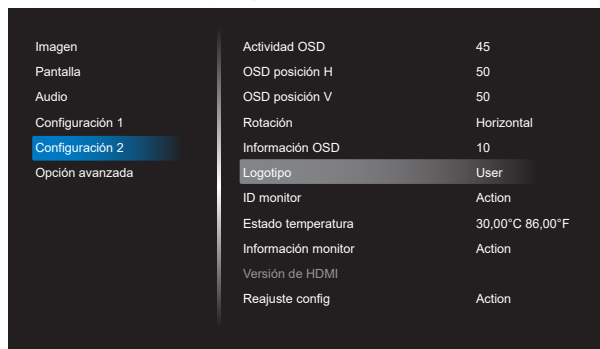 Imagen
Pantalla
Audio
Configuración 1
Configuración 2
Opción avanzada
Actividad OSD 45
OSD posición H 50
OSD posición V 50
Rotación Horizontal
Información OSD 10
Logotipo User
ID monitor Action
Estado temperatura 30,00°C 86,00°F
Información monitor Action
Versión de HDMI
Reajuste config Action